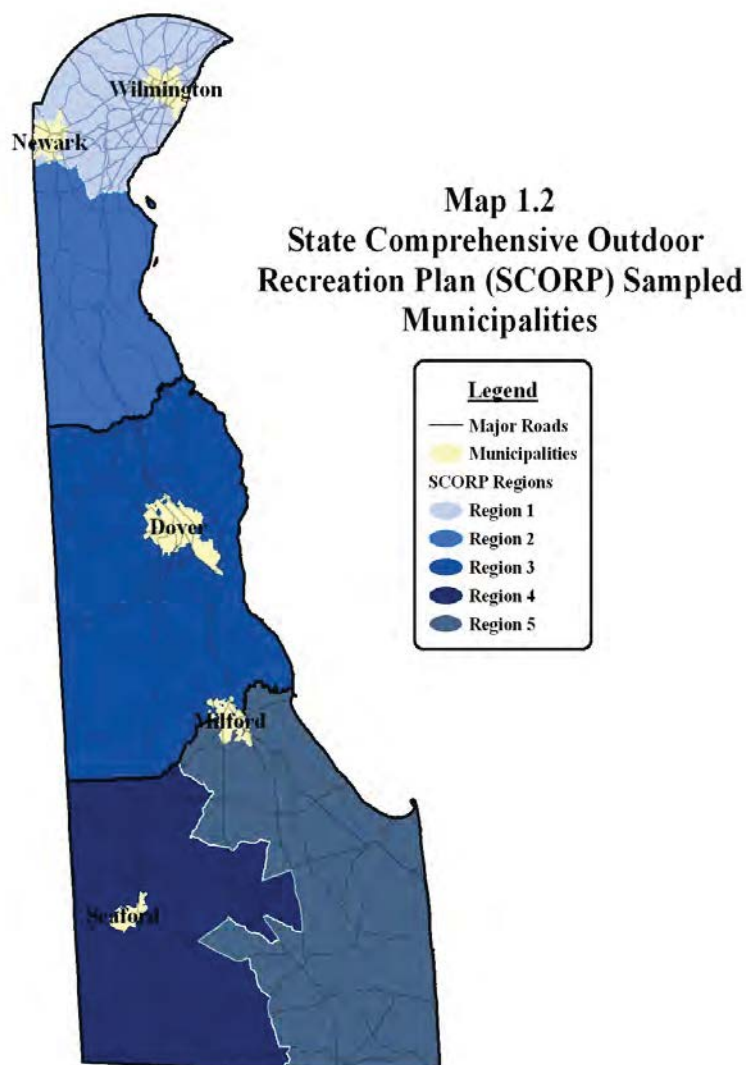 Wilmington
Newark
Map 1.2
State Comprehensive Outdoor
Recreation Plan (SCORP) Sampled
Municipalities
Legend
Major Roads
Municipalities
SCORP Regions
Region 1
Region 2
Region 3
Region 4
Region 5
Dover
Milford
Seaford